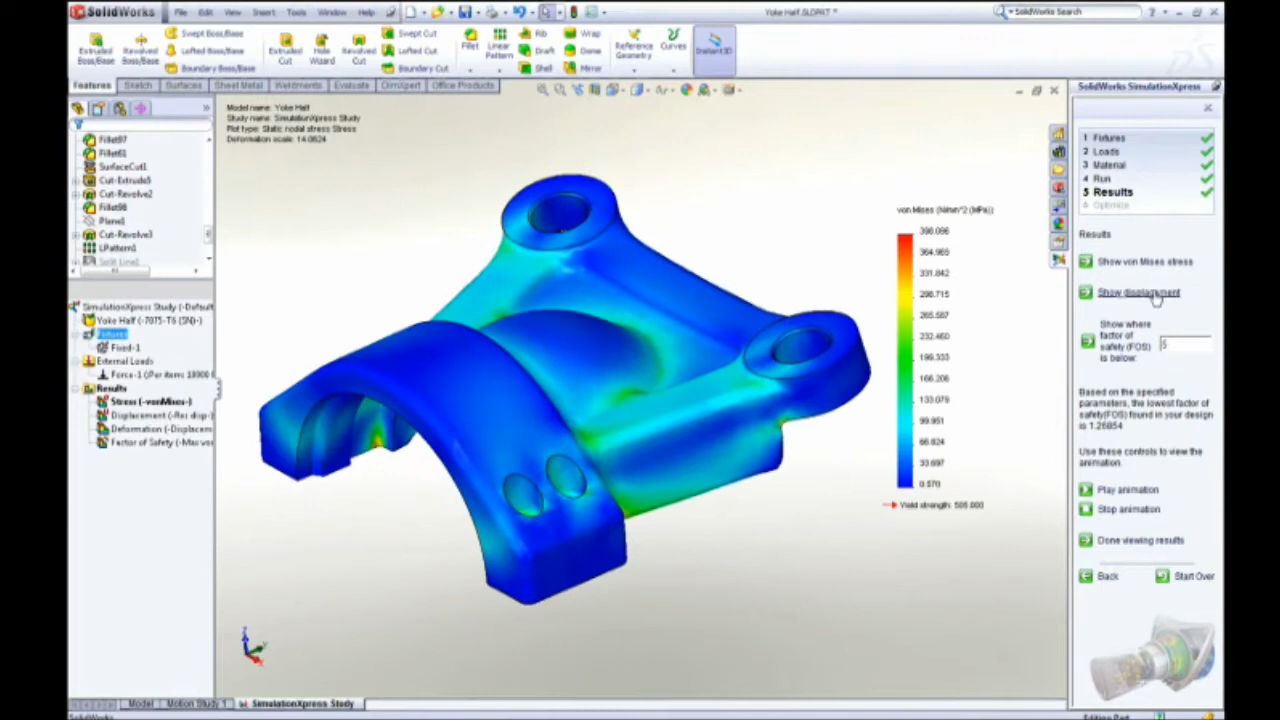 SolidWorks
File Edit View Insert Tools Window Help
Yoke Half.SLDPRT *
SolidWorks Search
Extruded Boss/Base
Revolved Boss/Base
Swept Boss/Base
Lofted Boss/Base
Boundary Boss/Base
Extruded Cut
Hole Wizard
Revolved Cut
Swept Cut
Lofted Cut
Boundary Cut
Fillet
Linear Pattern
Rib
Draft
Shell
Wrap
Dome
Mirror
Reference Geometry
Curves
Instant3D
Features Sketch Surfaces Sheet Metal Weldments Evaluate DimXpert Office Products
SolidWorks SimulationXpress
Model name: Yoke Half
Study name: SimulationXpress Study
Plot type: Static nodal stress Stress
Deformation scale: 14.0624
Fillet97
Fillet61
SurfaceCut1
Cut-Extrude5
Cut-Revolve2
Fillet98
Plane1
Cut-Revolve3
LPattern1
Split Line1
SimulationXpress Study (-Default
Yoke Half (-7075-T6 (SN)-)
Fixtures
Fixed-1
External Loads
Force-1 (:Per item: 10000
Results
Stress (-vonMises-)
Displacement (-Res disp-)
Deformation (-Displacem
Factor of Safety (-Max vo
von Mises (N/mm^2 (MPa))
398.096
364.965
331.842
298.715
265.587
232.460
199.333
166.206
133.079
99.951
66.824
33.697
0.570
Yield strength: 505.000
1 Fixtures
2 Loads
3 Material
4 Run
5 Results
6 Optimize
Results
Show von Mises stress
Show displacement
Show where
factor of
safety (FOS)
is below:
Based on the specified
parameters, the lowest factor of
safety(FOS) found in your design
is 1.26854
Use these controls to view the
animation.
Play animation
Stop animation
Done viewing results
Back Start Over
Model Motion Study 1 SimulationXpress Study
SolidWorks
Editing Part